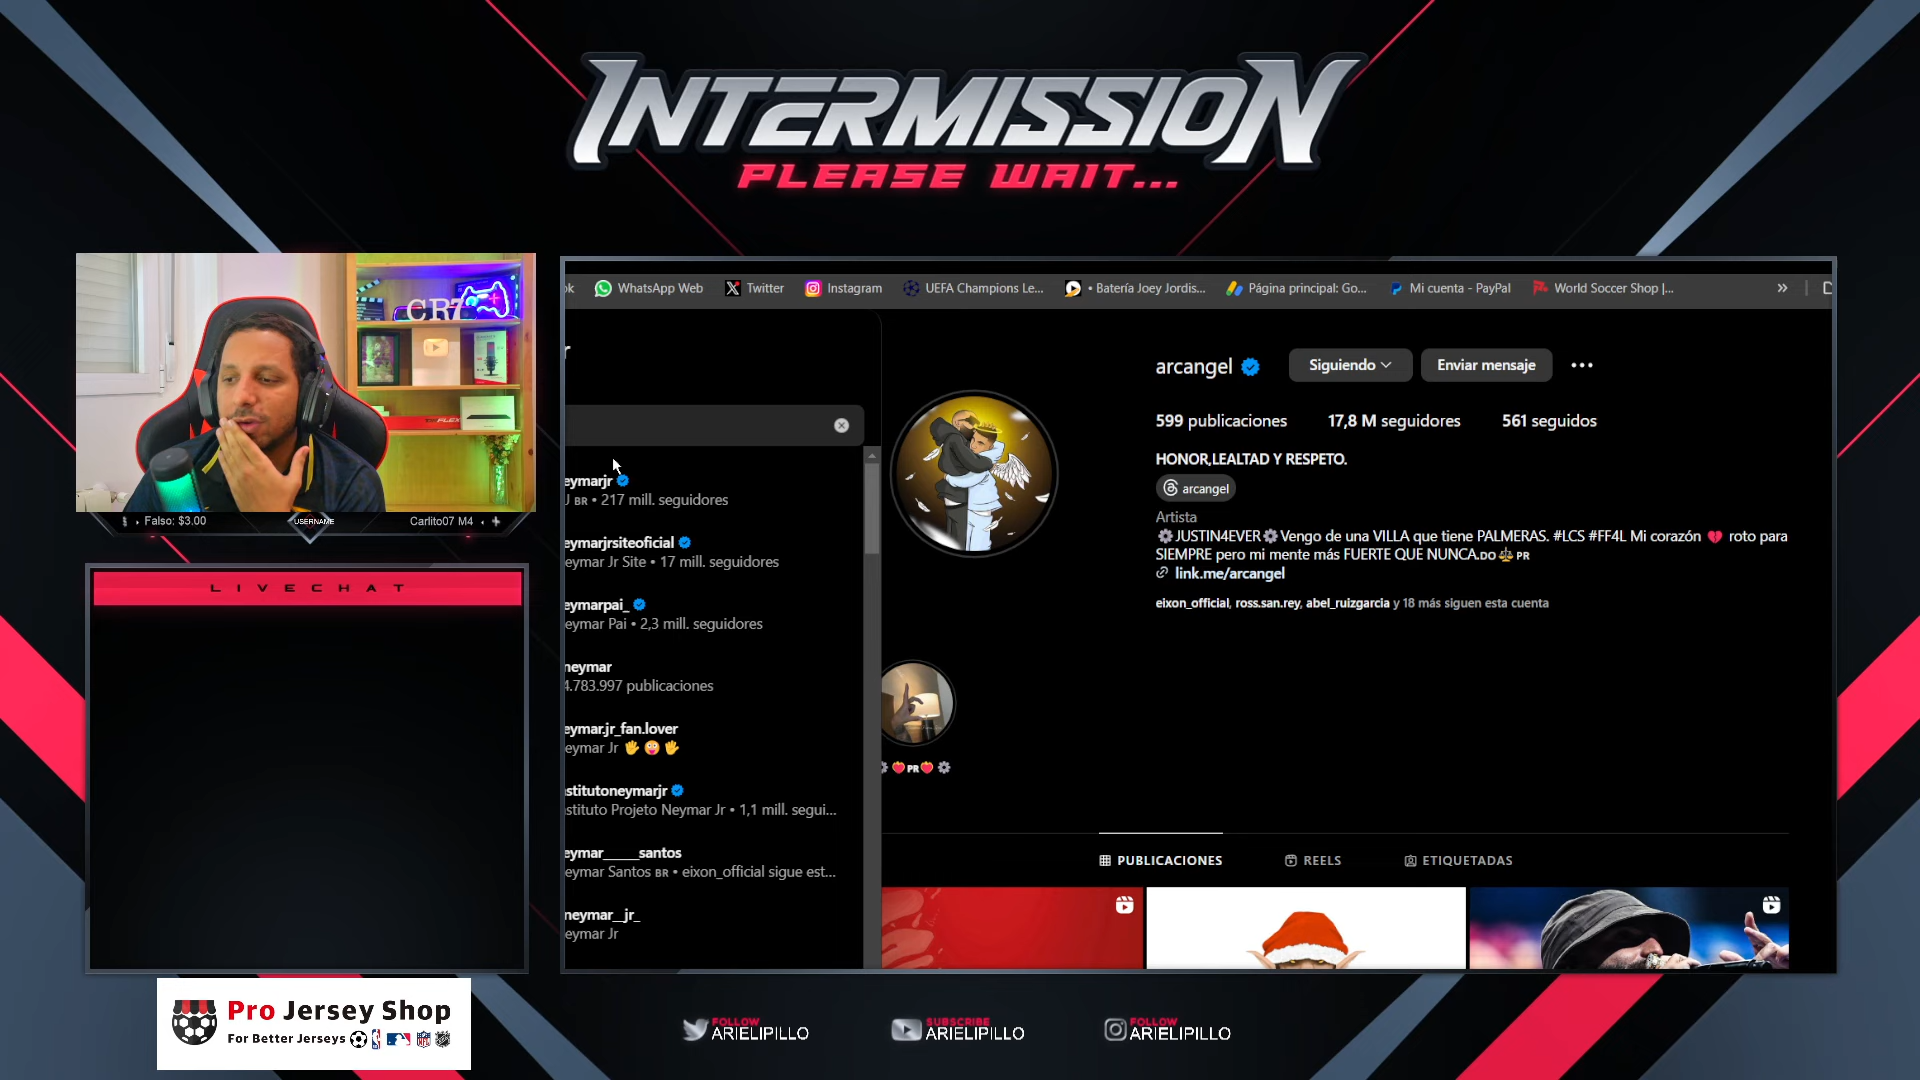 INTERMISSION
PLEASE WAIT...
WhatsApp Web
Twitter
Instagram
UEFA Champions Le...
• Batería Joey Jordis...
Página principal: Go...
Mi cuenta - PayPal
World Soccer Shop |...
CR7
Falso: $3.00
USERNAME
Carlito07 M4
LIVECHAT
eymarjr
BR • 217 mill. seguidores
eymarjrsiteoficial
eymar Jr Site • 17 mill. seguidores
eymarpai_
eymar Pai • 2,3 mill. seguidores
neymar
4.783.997 publicaciones
eymar.jr_fan.lover
eymar Jr 🖐️😜🖐️
stitutoneymarjr
stituto Projeto Neymar Jr • 1,1 mill. segui...
eymar_____santos
eymar Santos BR • eixon_official sigue est...
neymar__jr_
eymar Jr
arcangel
Siguiendo
Enviar mensaje
599 publicaciones
17,8 M seguidores
561 seguidos
HONOR,LEALTAD Y RESPETO.
arcangel
Artista
⚙️JUSTIN4EVER⚙️Vengo de una VILLA que tiene PALMERAS. #LCS #FF4L Mi corazón 💔 roto para
SIEMPRE pero mi mente más FUERTE QUE NUNCA.DO⚖️PR
link.me/arcangel
eixon_official, ross.san.rey, abel_ruizgarcia y 18 más siguen esta cuenta
🍓PR🍓 ⚙️
PUBLICACIONES
REELS
ETIQUETADAS
Pro Jersey Shop
For Better Jerseys
FOLLOW
ARIELIPILLO
SUBSCRIBE
ARIELIPILLO
FOLLOW
ARIELIPILLO